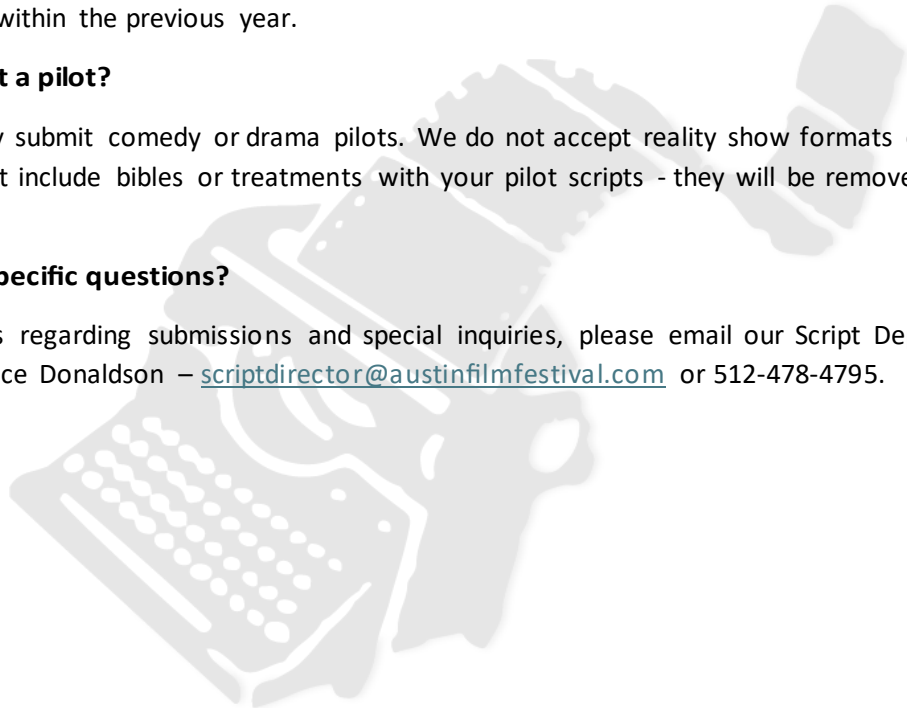 within the previous year.
t a pilot?
y submit comedy or drama pilots. We do not accept reality show formats
t include bibles or treatments with your pilot scripts - they will be remove
pecific questions?
s regarding submissions and special inquiries, please email our Script De
ce Donaldson – scriptdirector@austinfilmfestival.com or 512-478-4795.